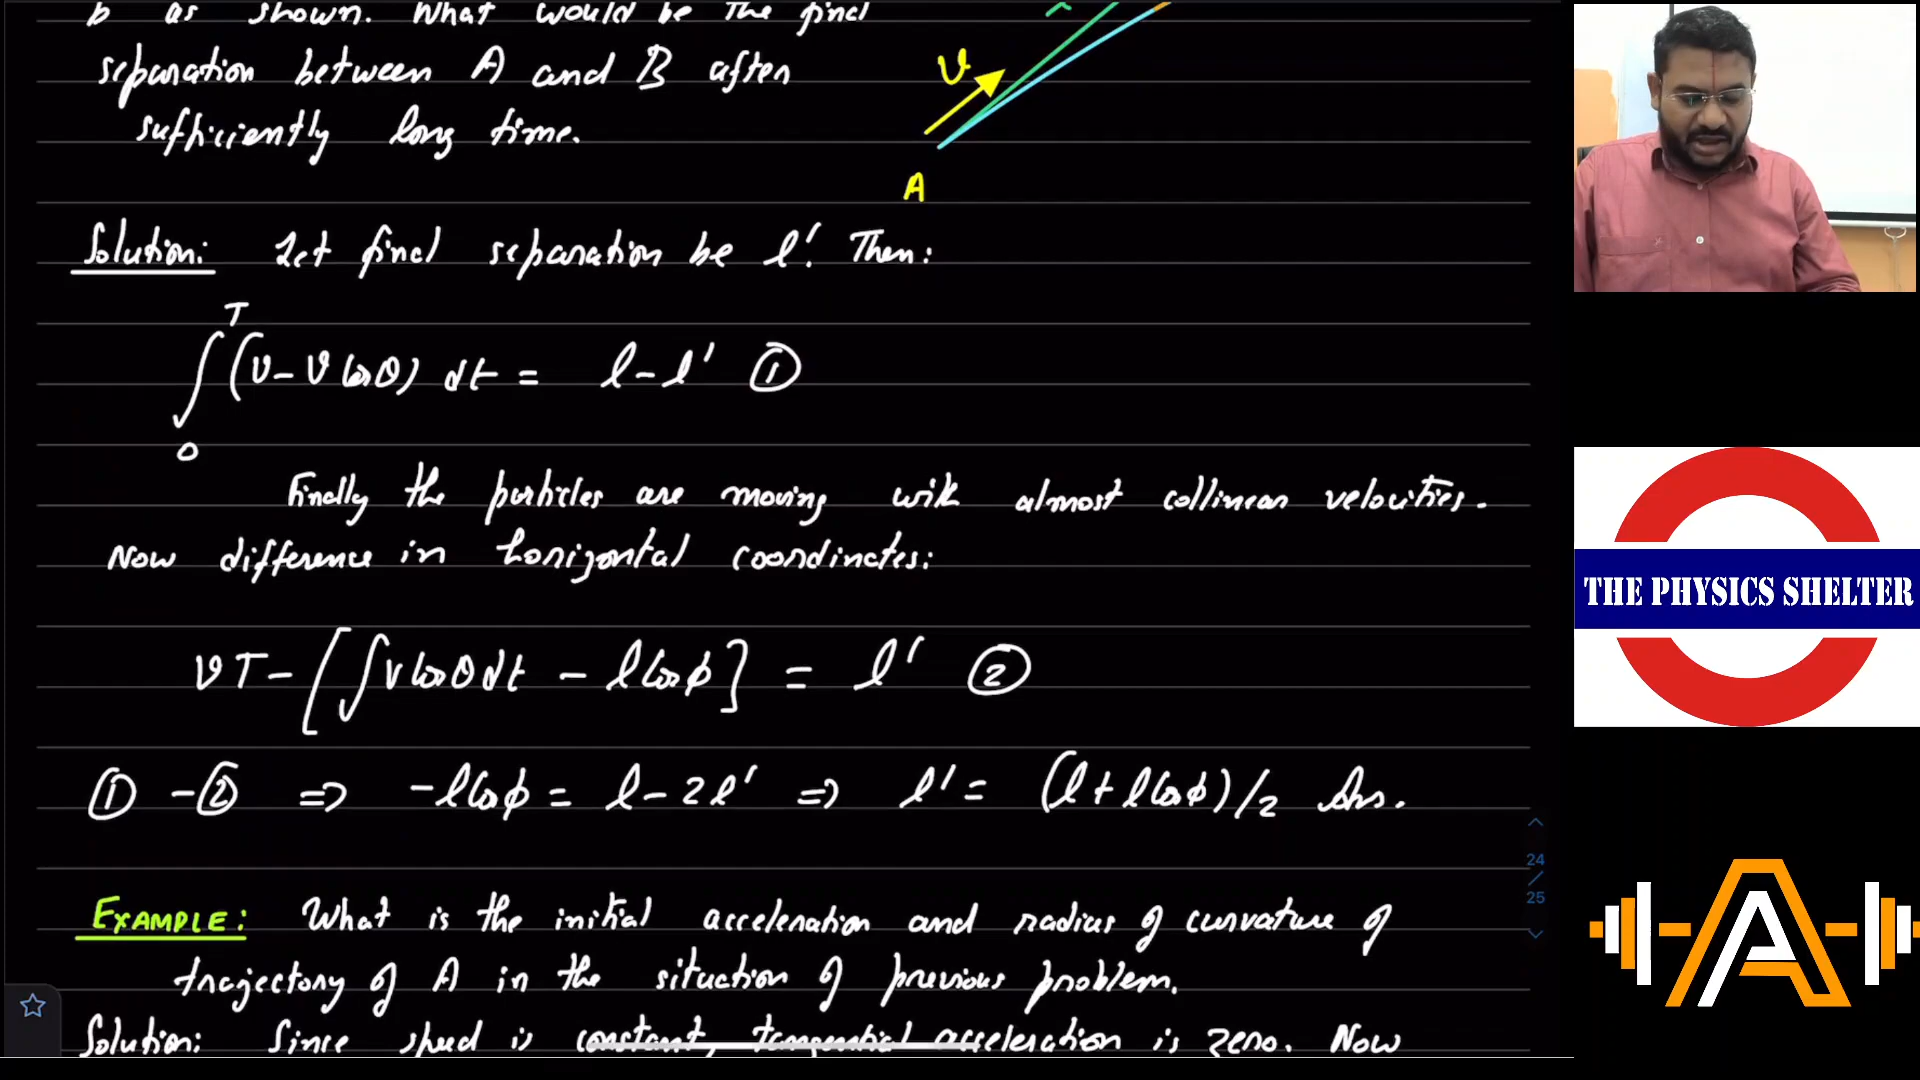 b as shown. What would be the final
separation between A and B after
sufficiently long time.
v
A
Solution: Let final separation be l'. Then:
∫₀ᵀ (v - v cosθ) dt = l - l' ①
Finally the particles are moving with almost collinear velocities.
Now difference in horizontal coordinates:
vT - [∫v cosθ dt - l cosϕ] = l' ②
① - ② ⇒ -l cosϕ = l - 2l' ⇒ l' = (l + l cosϕ)/2 Ans.
EXAMPLE: What is the initial acceleration and radius of curvature of
trajectory of A in the situation of previous problem.
Solution: Since speed is constant, tangential acceleration is zero. Now
24
/
25
THE PHYSICS SHELTER
A